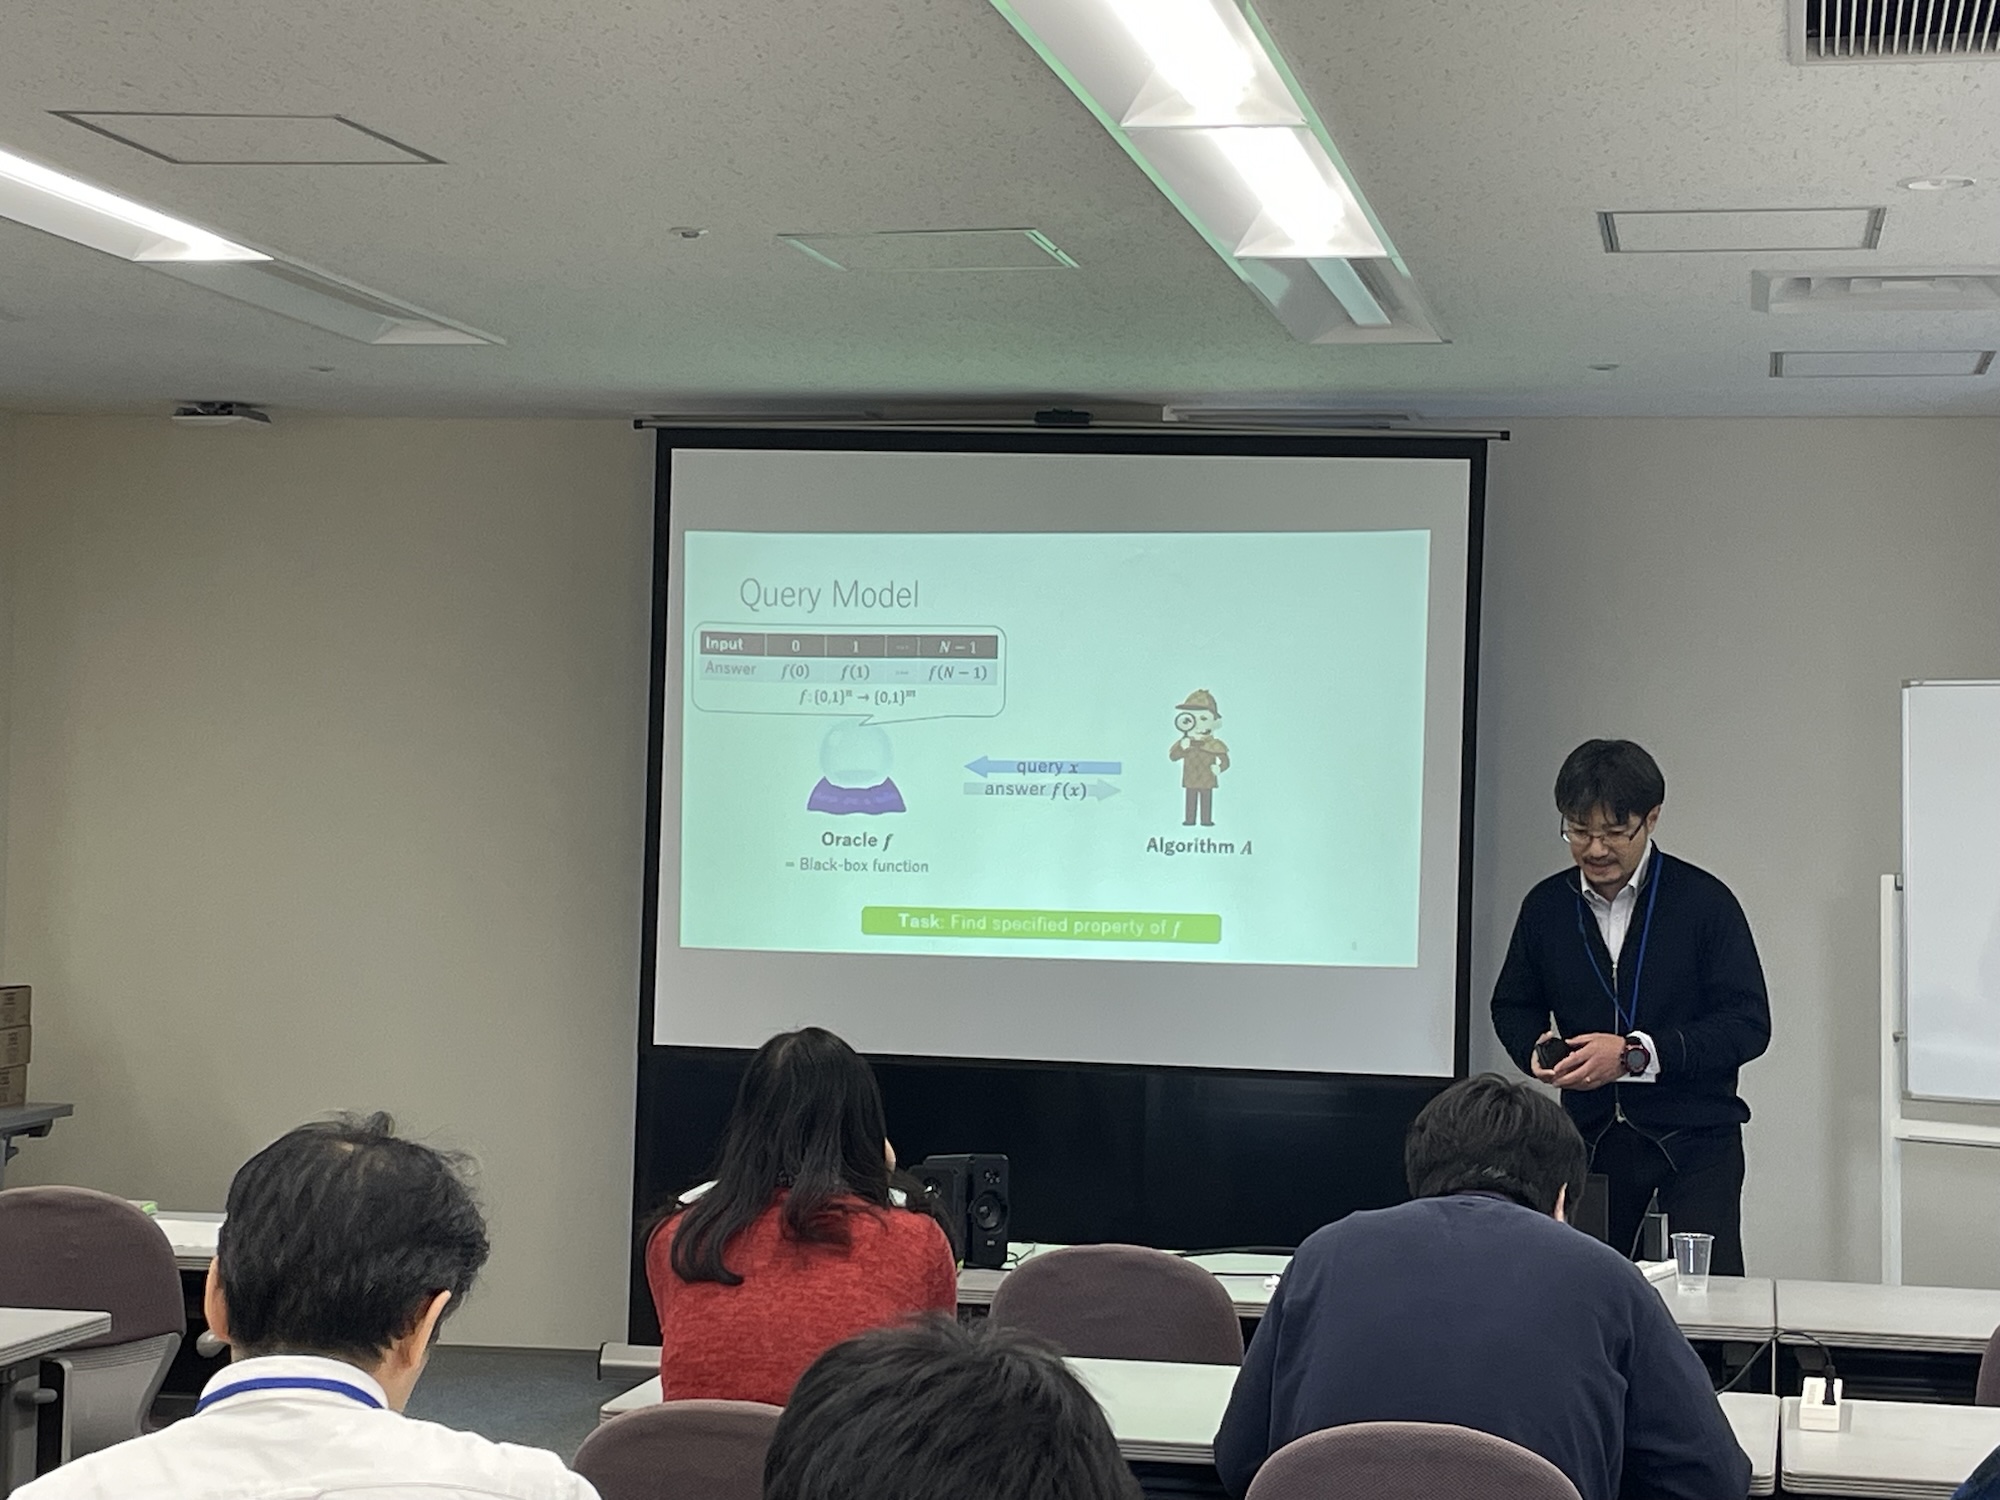 Query Model
Input 0 1 ... N − 1
Answer f(0) f(1) ... f(N − 1)
f:{0,1}ⁿ → {0,1}ᵐ
query x
answer f(x)
Oracle f
= Black-box function
Algorithm A
Task: Find specified property of f